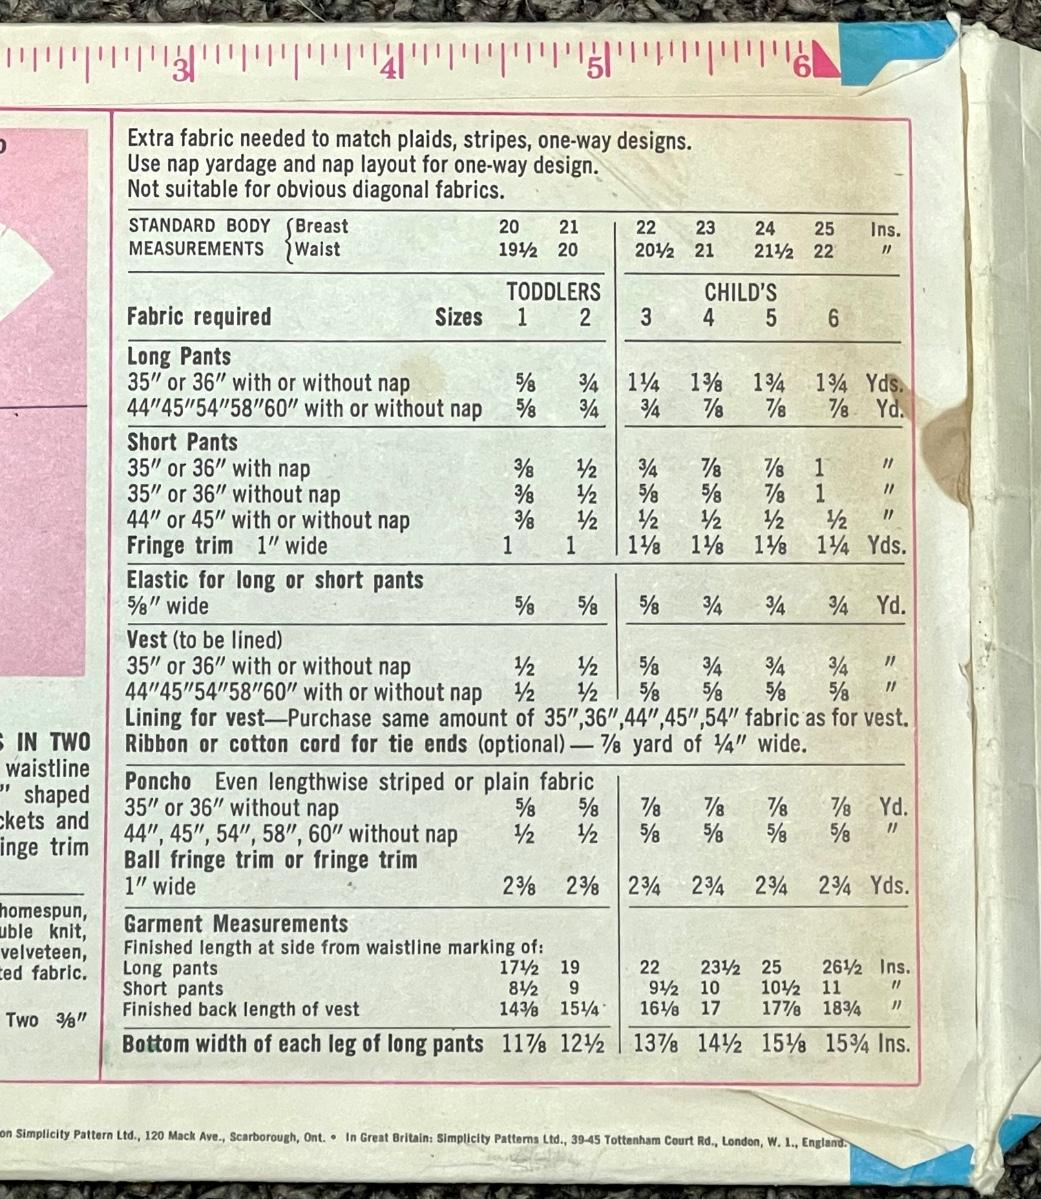 3 4 5 6
Extra fabric needed to match plaids, stripes, one-way designs.
Use nap yardage and nap layout for one-way design.
Not suitable for obvious diagonal fabrics.
STANDARD BODY { Breast 20 21 22 23 24 25 Ins.
MEASUREMENTS { Waist 19½ 20 20½ 21 21½ 22 "
TODDLERS CHILD'S
Fabric required Sizes 1 2 3 4 5 6
Long Pants
35" or 36" with or without nap ⅝ ¾ 1¼ 1⅜ 1¾ 1¾ Yds.
44"45"54"58"60" with or without nap ⅝ ¾ ¾ ⅞ ⅞ ⅞ Yd.
Short Pants
35" or 36" with nap ⅜ ½ ¾ ⅞ ⅞ 1 "
35" or 36" without nap ⅜ ½ ⅝ ⅝ ⅞ 1 "
44" or 45" with or without nap ⅜ ½ ½ ½ ½ ½ "
Fringe trim 1" wide 1 1 1⅛ 1⅛ 1⅛ 1¼ Yds.
Elastic for long or short pants
⅝" wide ⅝ ⅝ ⅝ ¾ ¾ ¾ Yd.
Vest (to be lined)
35" or 36" with or without nap ½ ½ ⅝ ¾ ¾ ¾ "
44"45"54"58"60" with or without nap ½ ½ ⅝ ⅝ ⅝ ⅝ "
Lining for vest—Purchase same amount of 35",36",44",45",54" fabric as for vest.
Ribbon or cotton cord for tie ends (optional) — ⅞ yard of ¼" wide.
Poncho Even lengthwise striped or plain fabric
35" or 36" without nap ⅝ ⅝ ⅞ ⅞ ⅞ ⅞ Yd.
44", 45", 54", 58", 60" without nap ½ ½ ⅝ ⅝ ⅝ ⅝ "
Ball fringe trim or fringe trim
1" wide 2⅜ 2⅜ 2¾ 2¾ 2¾ 2¾ Yds.
Garment Measurements
Finished length at side from waistline marking of:
Long pants 17½ 19 22 23½ 25 26½ Ins.
Short pants 8½ 9 9½ 10 10½ 11 "
Finished back length of vest 14⅜ 15¼ 16⅛ 17 17⅞ 18¾ "
Bottom width of each leg of long pants 11⅞ 12½ 13⅞ 14½ 15⅛ 15¾ Ins.
IN TWO
waistline
" shaped
ckets and
inge trim
homespun,
uble knit,
velveteen,
ted fabric.
Two ⅜"
on Simplicity Pattern Ltd., 120 Mack Ave., Scarborough, Ont. • In Great Britain: Simplicity Patterns Ltd., 39-45 Tottenham Court Rd., London, W. 1., England.